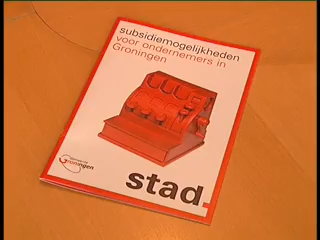 subsidiemogelijkheden
voor ondernemers in
Groningen
Groningen
stad.